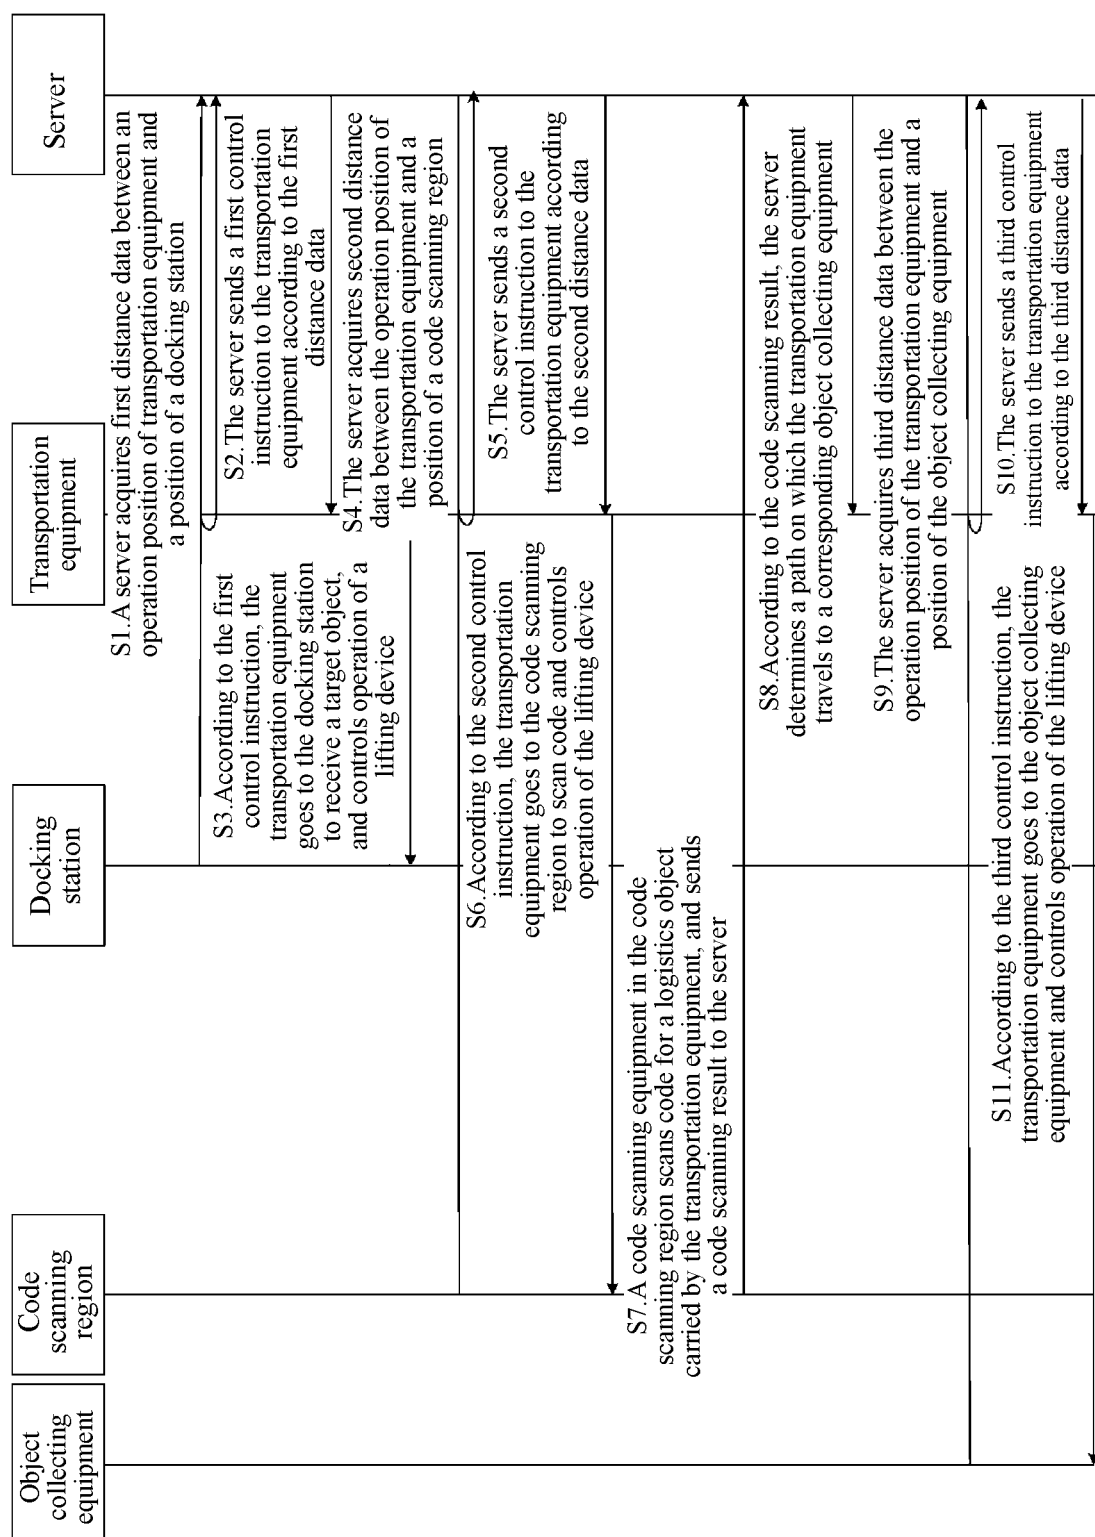 Object
collecting
equipment
Code
scanning
region
Docking
station
Transportation
equipment
Server
S1.A server acquires first distance data between an
operation position of transportation equipment and
a position of a docking station
S2.The server sends a first control
instruction to the transportation
equipment according to the first
distance data
S3.According to the first
control instruction, the
transportation equipment
goes to the docking station
to receive a target object,
and controls operation of a
lifting device
S4.The server acquires second distance
data between the operation position of
the transportation equipment and a
position of a code scanning region
S5.The server sends a second
control instruction to the
transportation equipment according
to the second distance data
S6.According to the second control
instruction, the transportation
equipment goes to the code scanning
region to scan code and controls
operation of the lifting device
S7.A code scanning equipment in the code
scanning region scans code for a logistics object
carried by the transportation equipment, and sends
a code scanning result to the server
S8.According to the code scanning result, the server
determines a path on which the transportation equipment
travels to a corresponding object collecting equipment
S9.The server acquires third distance data between the
operation position of the transportation equipment and a
position of the object collecting equipment
S10.The server sends a third control
instruction to the transportation equipment
according to the third distance data
S11.According to the third control instruction, the
transportation equipment goes to the object collecting
equipment and controls operation of the lifting device